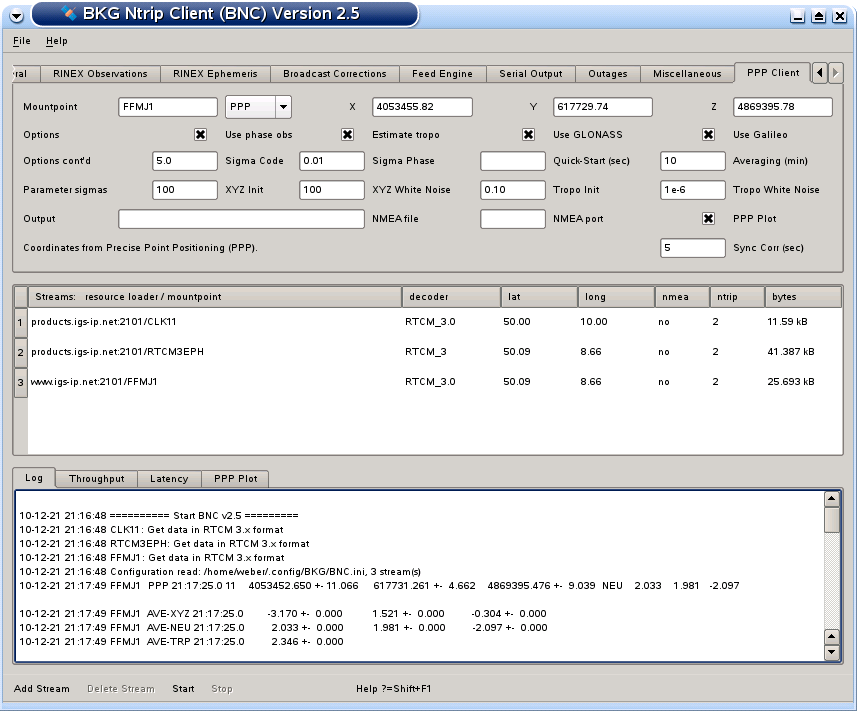 BKG Ntrip Client (BNC) Version 2.5
File Help
ral RINEX Observations RINEX Ephemeris Broadcast Corrections Feed Engine Serial Output Outages Miscellaneous PPP Client
Mountpoint FFMJ1 PPP X 4053455.82 Y 617729.74 Z 4869395.78
Options Use phase obs Estimate tropo Use GLONASS Use Galileo
Options cont'd 5.0 Sigma Code 0.01 Sigma Phase Quick-Start (sec) 10 Averaging (min)
Parameter sigmas 100 XYZ Init 100 XYZ White Noise 0.10 Tropo Init 1e-6 Tropo White Noise
Output NMEA file NMEA port PPP Plot
Coordinates from Precise Point Positioning (PPP). 5 Sync Corr (sec)
Streams: resource loader / mountpoint decoder lat long nmea ntrip bytes
1 products.igs-ip.net:2101/CLK11 RTCM_3.0 50.00 10.00 no 2 11.59 kB
2 products.igs-ip.net:2101/RTCM3EPH RTCM_3 50.09 8.66 no 2 41.387 kB
3 www.igs-ip.net:2101/FFMJ1 RTCM_3.0 50.09 8.66 no 2 25.693 kB
Log Throughput Latency PPP Plot
10-12-21 21:16:48 ========== Start BNC v2.5 =========
10-12-21 21:16:48 CLK11: Get data in RTCM 3.x format
10-12-21 21:16:48 RTCM3EPH: Get data in RTCM 3.x format
10-12-21 21:16:48 FFMJ1: Get data in RTCM 3.x format
10-12-21 21:16:48 Configuration read: /home/weber/.config/BKG/BNC.ini, 3 stream(s)
10-12-21 21:17:49 FFMJ1 PPP 21:17:25.0 11 4053452.650 +- 11.066 617731.261 +- 4.662 4869395.476 +- 9.039 NEU 2.033 1.981 -2.097
10-12-21 21:17:49 FFMJ1 AVE-XYZ 21:17:25.0 -3.170 +- 0.000 1.521 +- 0.000 -0.304 +- 0.000
10-12-21 21:17:49 FFMJ1 AVE-NEU 21:17:25.0 2.033 +- 0.000 1.981 +- 0.000 -2.097 +- 0.000
10-12-21 21:17:49 FFMJ1 AVE-TRP 21:17:25.0 2.346 +- 0.000
Add Stream Delete Stream Start Stop Help ?=Shift+F1